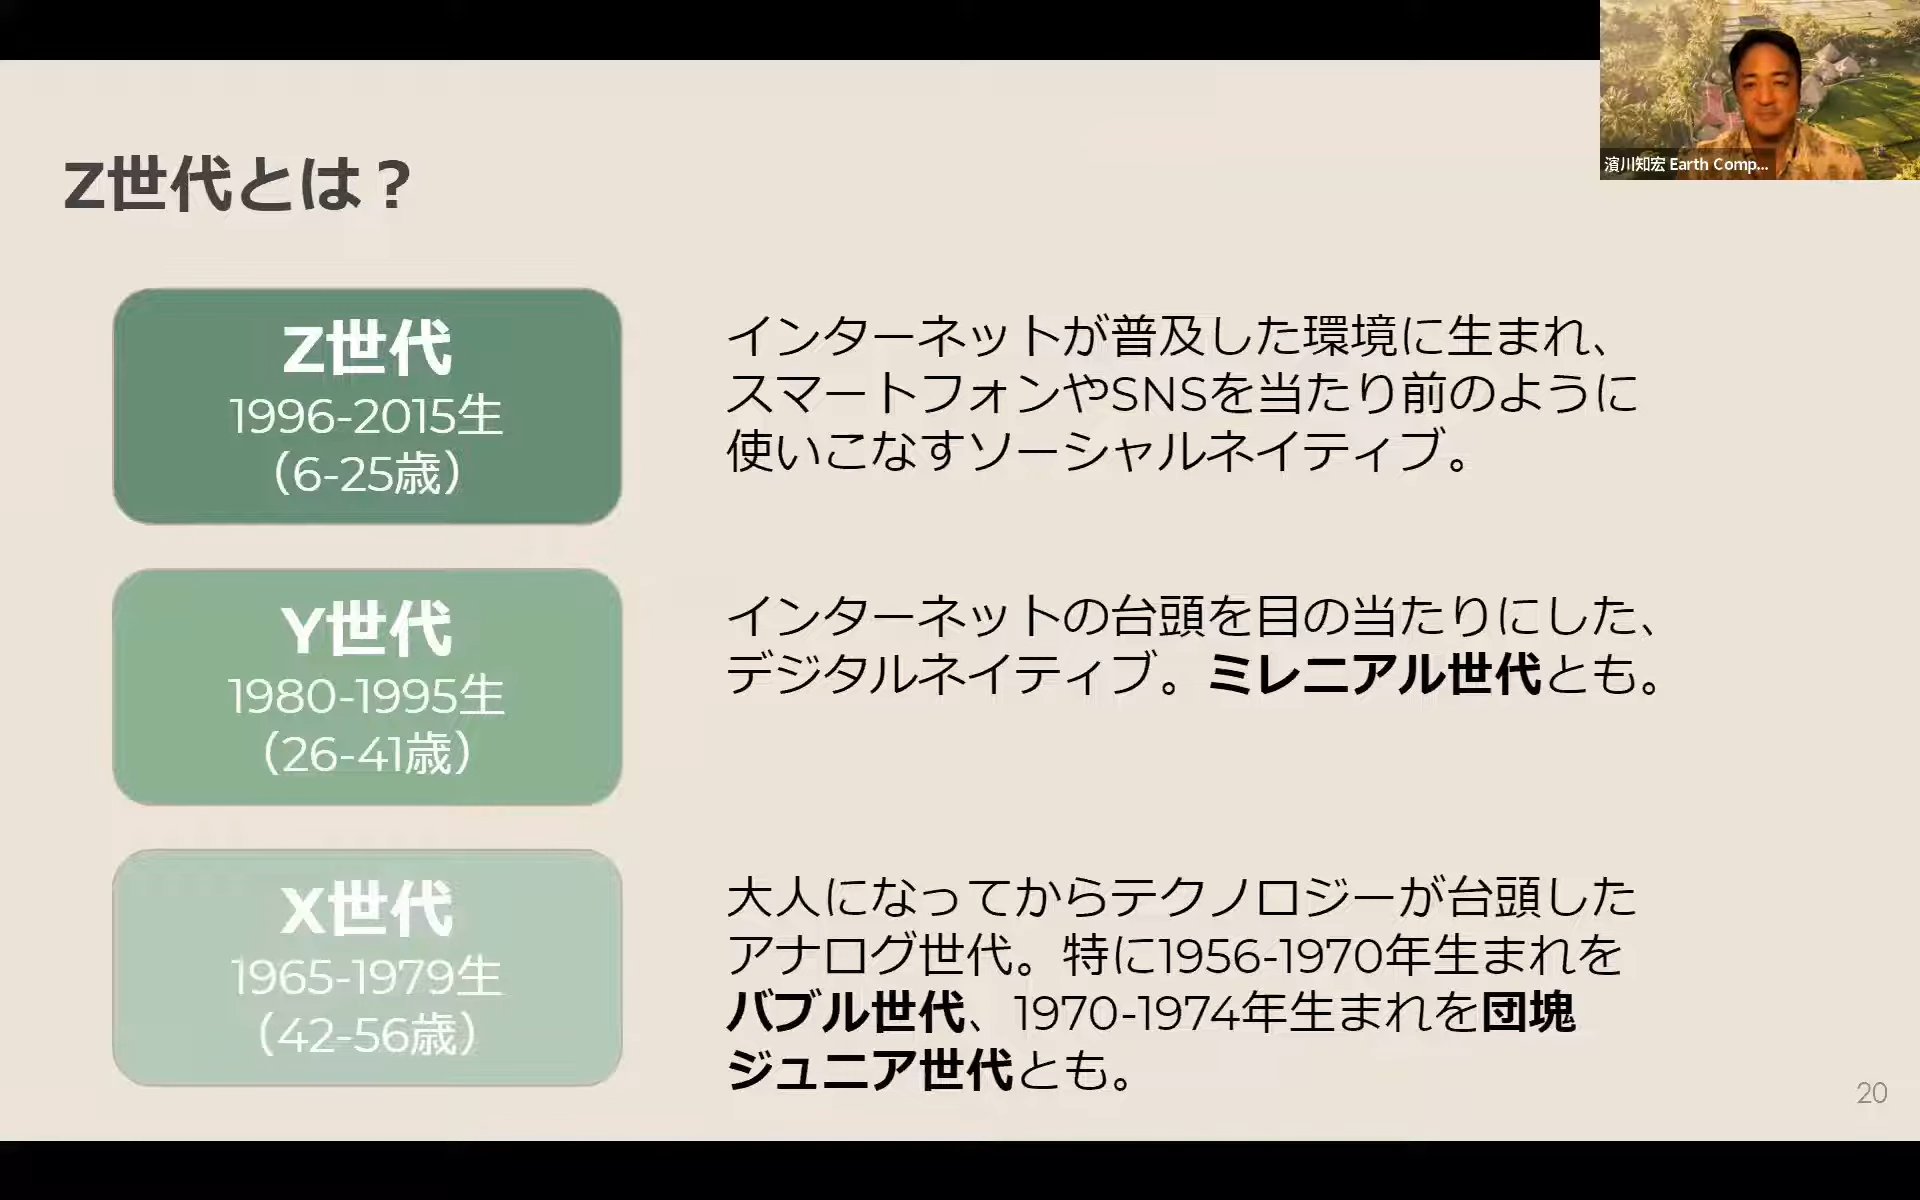 濱川知宏 Earth Comp...
Z世代とは？
Z世代
1996-2015生
（6-25歳）
インターネットが普及した環境に生まれ、
スマートフォンやSNSを当たり前のように
使いこなすソーシャルネイティブ。
Y世代
1980-1995生
（26-41歳）
インターネットの台頭を目の当たりにした、
デジタルネイティブ。ミレニアル世代とも。
X世代
1965-1979生
（42-56歳）
大人になってからテクノロジーが台頭した
アナログ世代。特に1956-1970年生まれを
バブル世代、1970-1974年生まれを団塊
ジュニア世代とも。
20